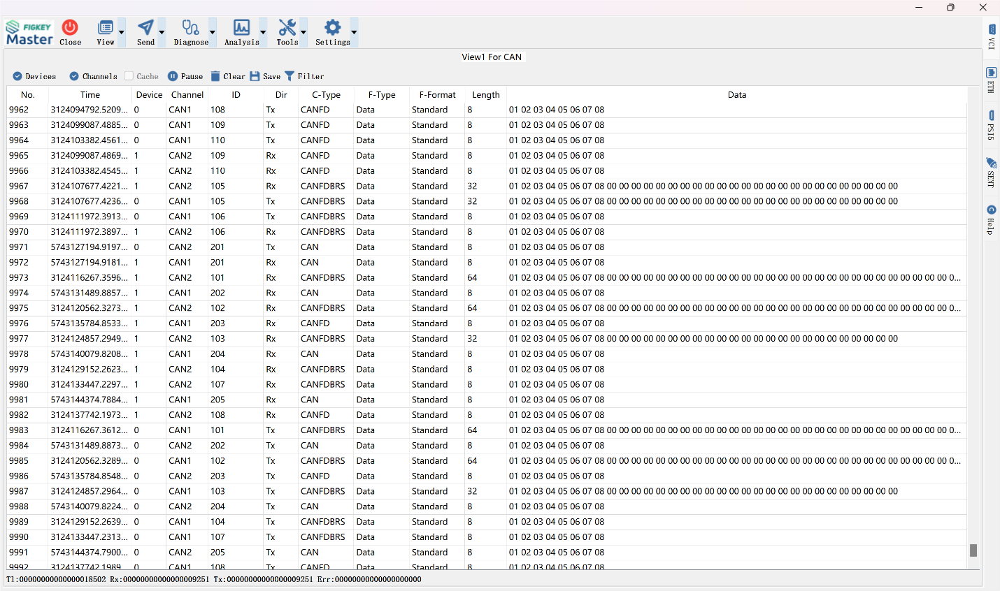 FIGKEY
Master
Close
View
Send
Diagnose
Analysis
Tools
Settings
View1 For CAN
Devices Channels Cache Pause Clear Save Filter
No. Time Device Channel ID Dir C-Type F-Type F-Format Length Data
9962 3124094792.5209... 0 CAN1 108 Tx CANFD Data Standard 8 01 02 03 04 05 06 07 08
9963 3124099087.4885... 0 CAN1 109 Tx CANFD Data Standard 8 01 02 03 04 05 06 07 08
9964 3124103382.4561... 0 CAN1 110 Tx CANFD Data Standard 8 01 02 03 04 05 06 07 08
9965 3124099087.4869... 1 CAN2 109 Rx CANFD Data Standard 8 01 02 03 04 05 06 07 08
9966 3124103382.4545... 1 CAN2 110 Rx CANFD Data Standard 8 01 02 03 04 05 06 07 08
9967 3124107677.4221... 1 CAN2 105 Rx CANFDBRS Data Standard 32 01 02 03 04 05 06 07 08 00 00 00 00 00 00 00 00 00 00 00 00 00 00 00 00 00 00 00 00 00 00 00 00
9968 3124107677.4236... 0 CAN1 105 Tx CANFDBRS Data Standard 32 01 02 03 04 05 06 07 08 00 00 00 00 00 00 00 00 00 00 00 00 00 00 00 00 00 00 00 00 00 00 00 00
9969 3124111972.3913... 0 CAN1 106 Tx CANFDBRS Data Standard 8 01 02 03 04 05 06 07 08
9970 3124111972.3897... 1 CAN2 106 Rx CANFDBRS Data Standard 8 01 02 03 04 05 06 07 08
9971 5743127194.9197... 0 CAN2 201 Tx CAN Data Standard 8 01 02 03 04 05 06 07 08
9972 5743127194.9181... 1 CAN1 201 Rx CAN Data Standard 8 01 02 03 04 05 06 07 08
9973 3124116267.3596... 1 CAN2 101 Rx CANFDBRS Data Standard 64 01 02 03 04 05 06 07 08 00 00 00 00 00 00 00 00 00 00 00 00 00 00 00 00 00 00 00 00 00 00 00 00 00 00 00 00 0...
9974 5743131489.8857... 1 CAN1 202 Rx CAN Data Standard 8 01 02 03 04 05 06 07 08
9975 3124120562.3273... 1 CAN2 102 Rx CANFDBRS Data Standard 64 01 02 03 04 05 06 07 08 00 00 00 00 00 00 00 00 00 00 00 00 00 00 00 00 00 00 00 00 00 00 00 00 00 00 00 00 0...
9976 5743135784.8533... 1 CAN1 203 Rx CANFD Data Standard 8 01 02 03 04 05 06 07 08
9977 3124124857.2949... 1 CAN2 103 Rx CANFDBRS Data Standard 32 01 02 03 04 05 06 07 08 00 00 00 00 00 00 00 00 00 00 00 00 00 00 00 00 00 00 00 00 00 00 00 00
9978 5743140079.8208... 1 CAN1 204 Rx CAN Data Standard 8 01 02 03 04 05 06 07 08
9979 3124129152.2623... 1 CAN2 104 Rx CANFDBRS Data Standard 8 01 02 03 04 05 06 07 08
9980 3124133447.2297... 1 CAN2 107 Rx CANFDBRS Data Standard 8 01 02 03 04 05 06 07 08
9981 5743144374.7884... 1 CAN1 205 Rx CAN Data Standard 8 01 02 03 04 05 06 07 08
9982 3124137742.1973... 1 CAN2 108 Rx CANFD Data Standard 8 01 02 03 04 05 06 07 08
9983 3124116267.3612... 0 CAN1 101 Tx CANFDBRS Data Standard 64 01 02 03 04 05 06 07 08 00 00 00 00 00 00 00 00 00 00 00 00 00 00 00 00 00 00 00 00 00 00 00 00 00 00 00 00 0...
9984 5743131489.8873... 0 CAN2 202 Tx CAN Data Standard 8 01 02 03 04 05 06 07 08
9985 3124120562.3289... 0 CAN1 102 Tx CANFDBRS Data Standard 64 01 02 03 04 05 06 07 08 00 00 00 00 00 00 00 00 00 00 00 00 00 00 00 00 00 00 00 00 00 00 00 00 00 00 00 00 0...
9986 5743135784.8548... 0 CAN2 203 Tx CANFD Data Standard 8 01 02 03 04 05 06 07 08
9987 3124124857.2964... 0 CAN1 103 Tx CANFDBRS Data Standard 32 01 02 03 04 05 06 07 08 00 00 00 00 00 00 00 00 00 00 00 00 00 00 00 00 00 00 00 00 00 00 00 00
9988 5743140079.8224... 0 CAN2 204 Tx CAN Data Standard 8 01 02 03 04 05 06 07 08
9989 3124129152.2639... 0 CAN1 104 Tx CANFDBRS Data Standard 8 01 02 03 04 05 06 07 08
9990 3124133447.2313... 0 CAN1 107 Tx CANFDBRS Data Standard 8 01 02 03 04 05 06 07 08
9991 5743144374.7900... 0 CAN2 205 Tx CAN Data Standard 8 01 02 03 04 05 06 07 08
9992 3124137742.1989... 0 CAN1 108 Tx CANFD Data Standard 8 01 02 03 04 05 06 07 08
Tl:00000000000000018502 Rx:00000000000000009251 Tx:00000000000000009251 Err:00000000000000000000
VCI
ETH
PSI5
SENT
Help